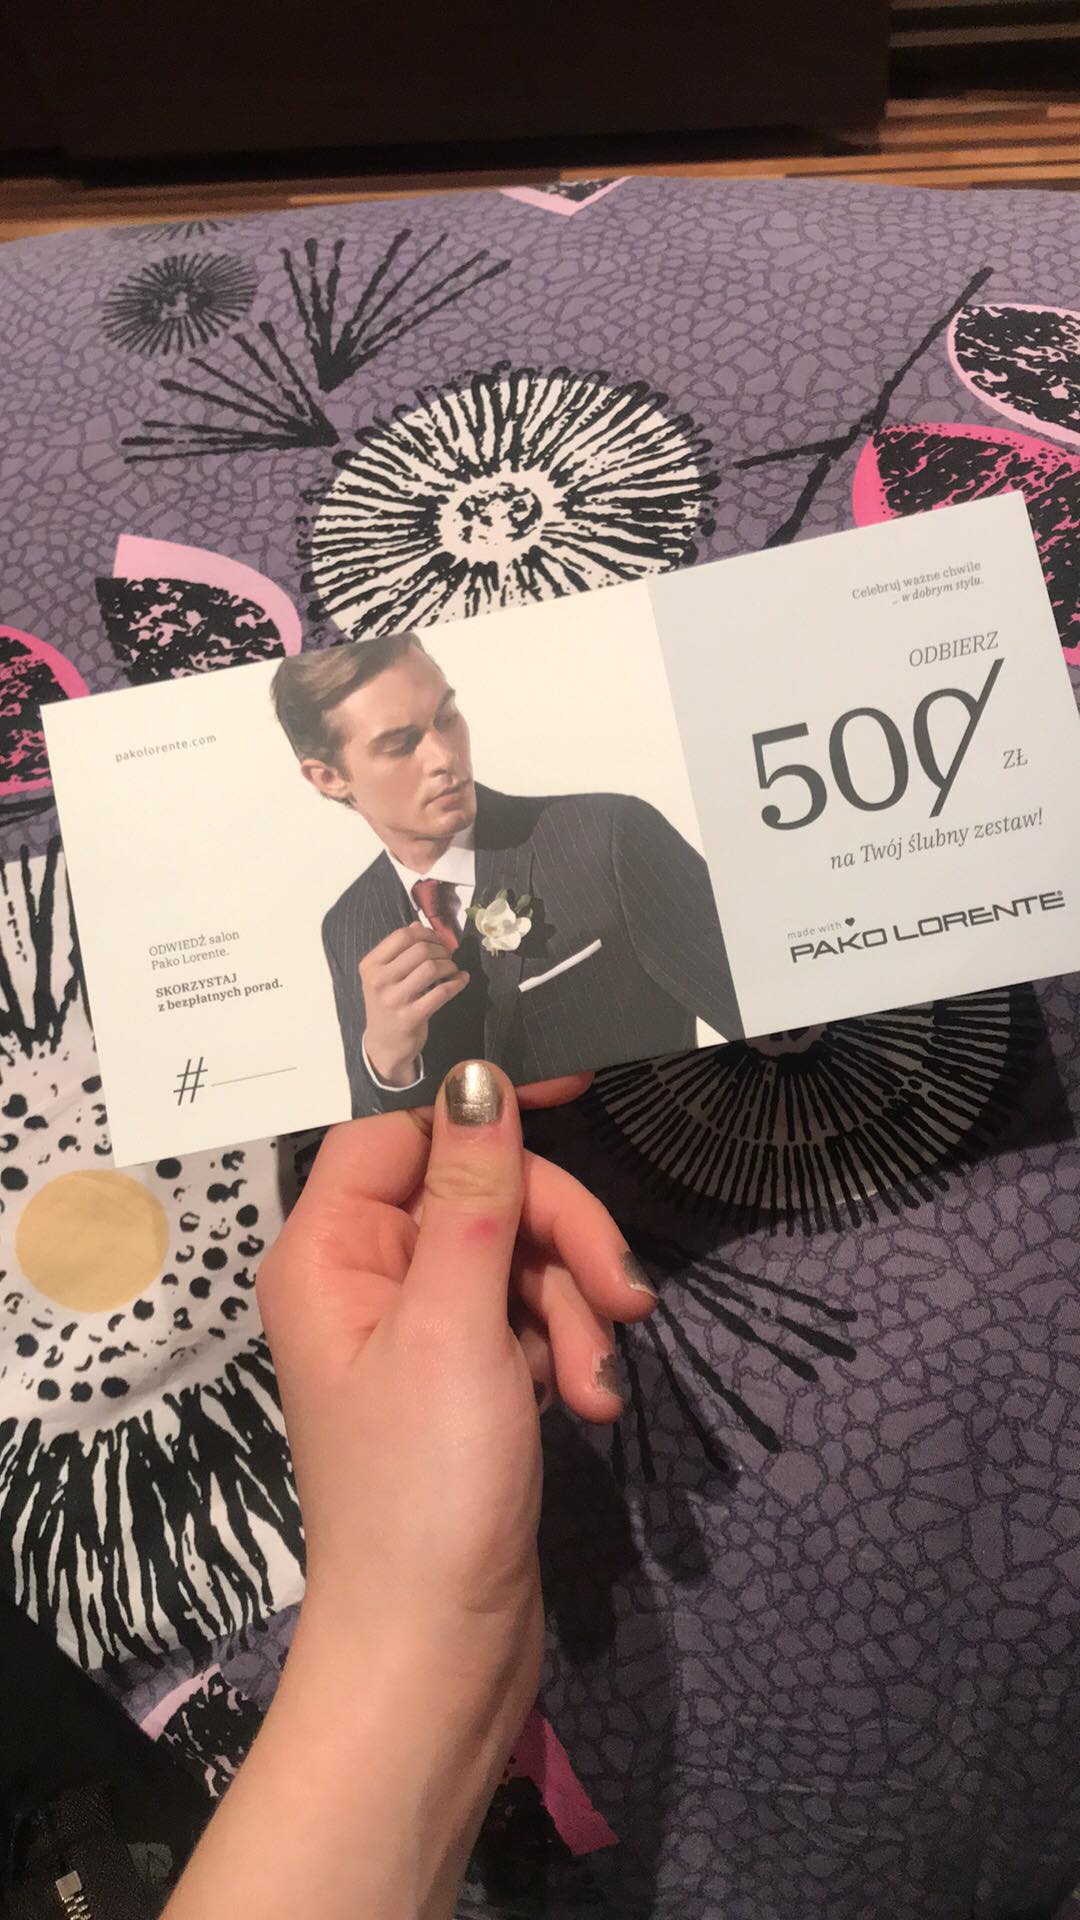 pakolorente.com
ODWIEDŹ salon
Pako Lorente.
SKORZYSTAJ
z bezpłatnych porad.
#
Celebruj ważne chwile
- w dobrym stylu.
ODBIERZ
500 ZŁ
na Twój ślubny zestaw!
made with ♥
PAKO LORENTE®